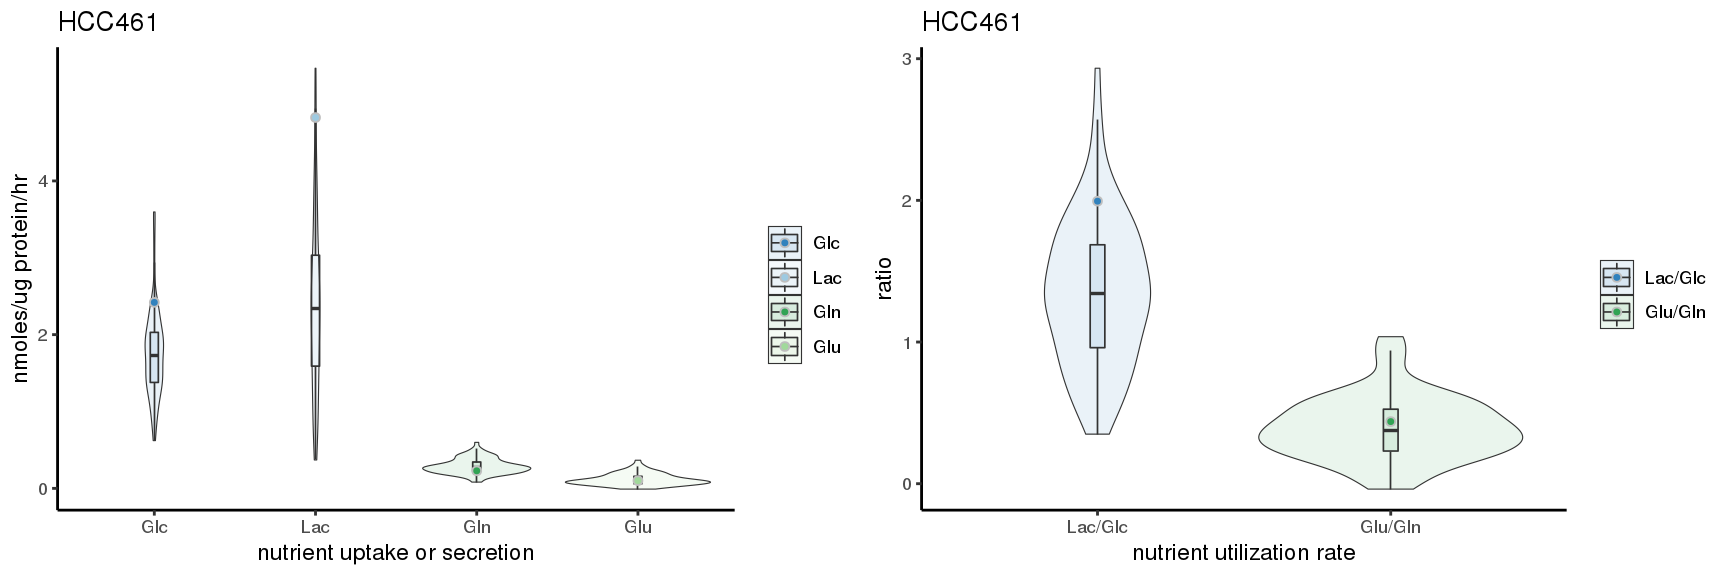 HCC461
nmoles/ug protein/hr
4
2
0
Glc
Lac
Gln
Glu
nutrient uptake or secretion
Glc
Lac
Gln
Glu
HCC461
ratio
3
2
1
0
Lac/Glc
Glu/Gln
nutrient utilization rate
Lac/Glc
Glu/Gln